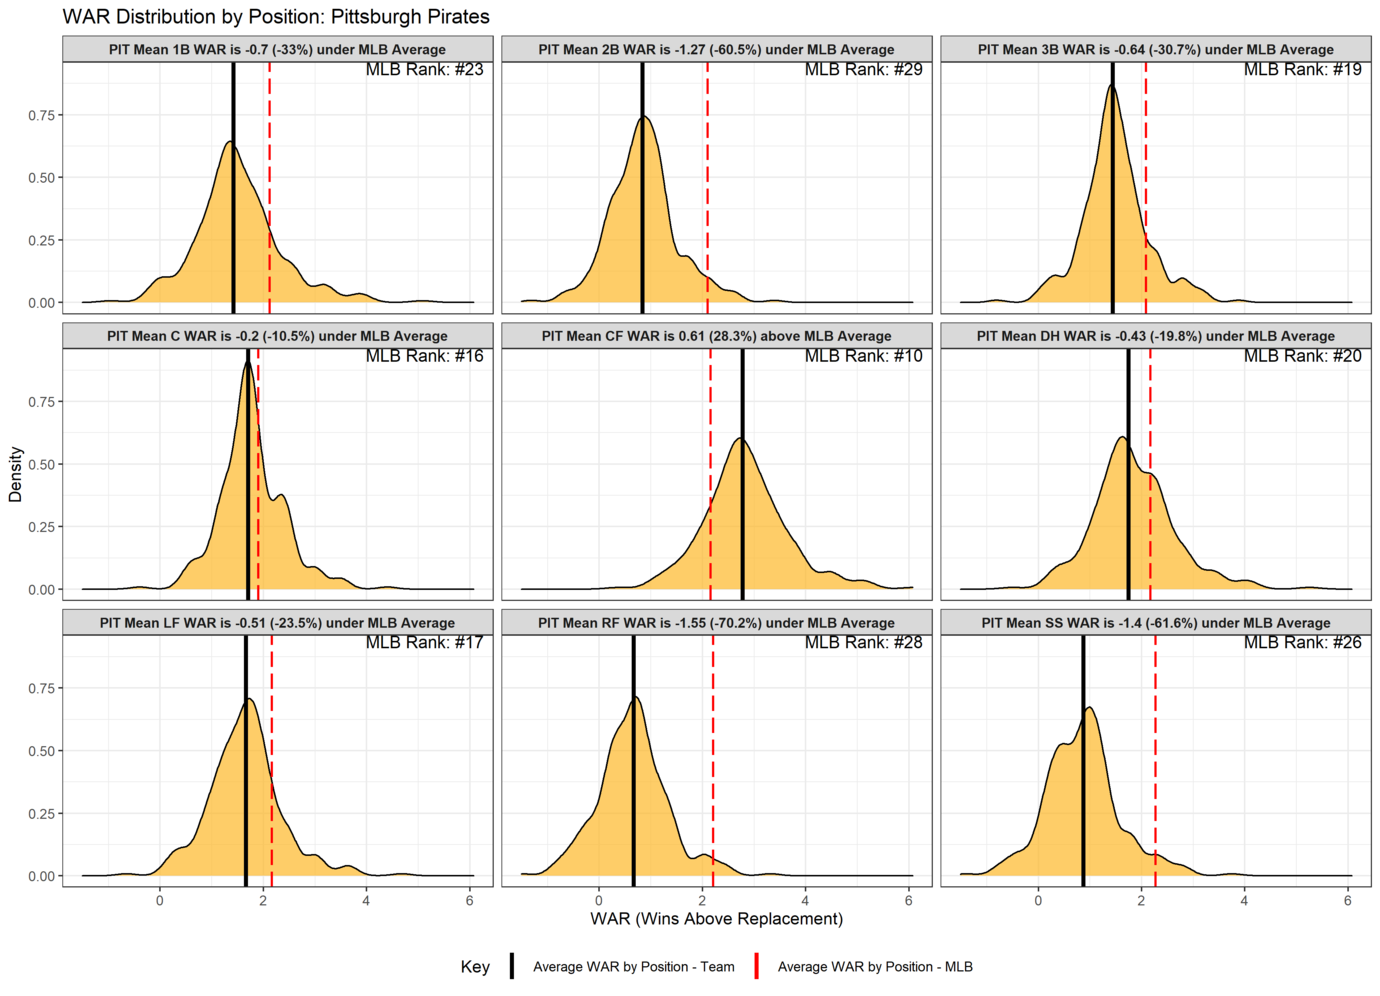 WAR Distribution by Position: Pittsburgh Pirates
PIT Mean 1B WAR is -0.7 (-33%) under MLB Average
PIT Mean 2B WAR is -1.27 (-60.5%) under MLB Average
PIT Mean 3B WAR is -0.64 (-30.7%) under MLB Average
MLB Rank: #23
MLB Rank: #29
MLB Rank: #19
0.75
0.50
0.25
0.00
PIT Mean C WAR is -0.2 (-10.5%) under MLB Average
PIT Mean CF WAR is 0.61 (28.3%) above MLB Average
PIT Mean DH WAR is -0.43 (-19.8%) under MLB Average
MLB Rank: #16
MLB Rank: #10
MLB Rank: #20
0.75
0.50
0.25
0.00
Density
PIT Mean LF WAR is -0.51 (-23.5%) under MLB Average
PIT Mean RF WAR is -1.55 (-70.2%) under MLB Average
PIT Mean SS WAR is -1.4 (-61.6%) under MLB Average
MLB Rank: #17
MLB Rank: #28
MLB Rank: #26
0.75
0.50
0.25
0.00
0 2 4 6
0 2 4 6
0 2 4 6
WAR (Wins Above Replacement)
Key
Average WAR by Position - Team
Average WAR by Position - MLB